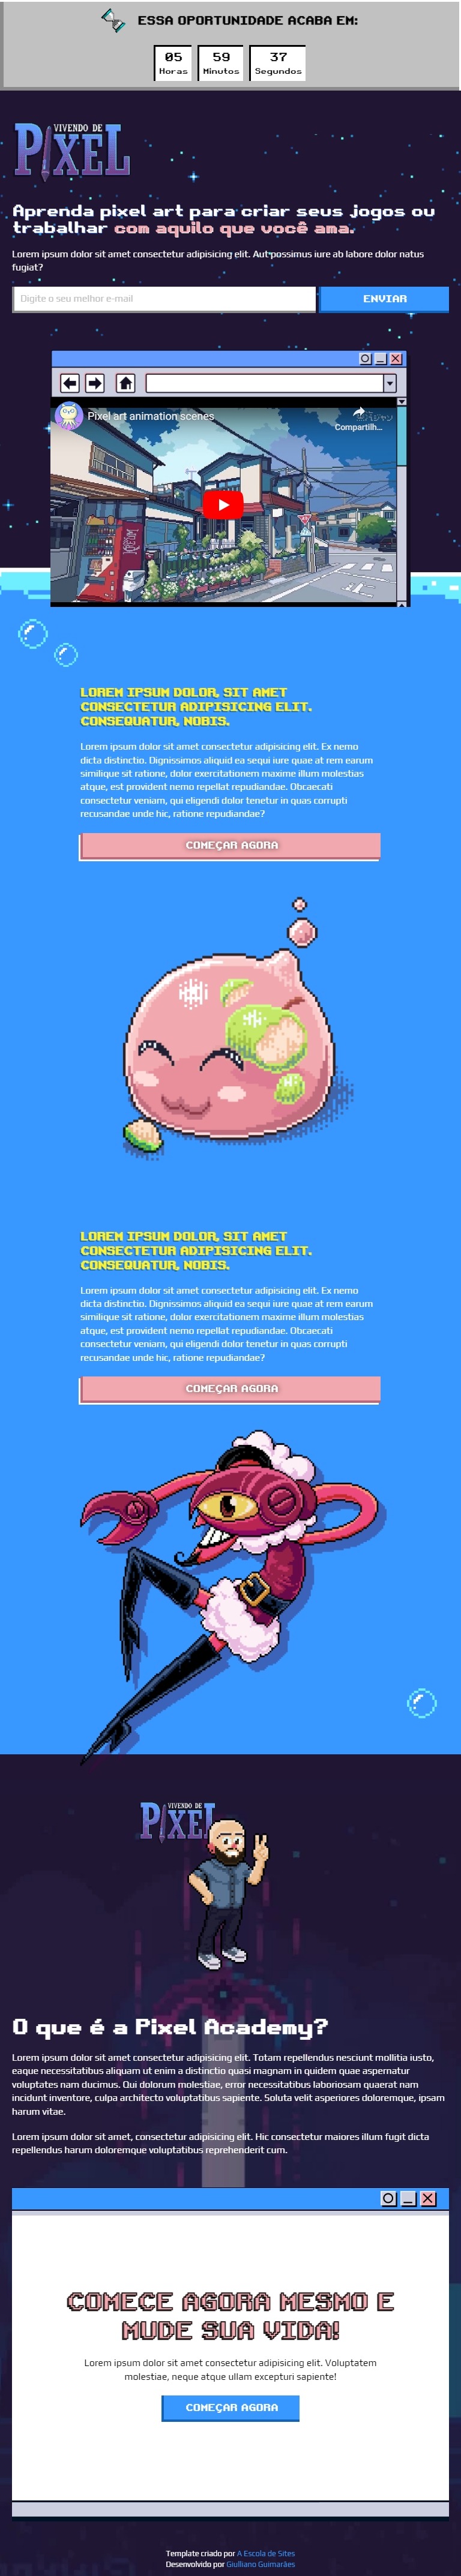 ESSA OPORTUNIDADE ACABA EM:
05 59 37
Horas Minutos Segundos
VIVENDO DE
PIXEL
Aprenda pixel art para criar seus jogos ou
trabalhar com aquilo que você ama.
Lorem ipsum dolor sit amet consectetur adipisicing elit. Aut possimus iure ab labore dolor natus
fugiat?
Digite o seu melhor e-mail
ENVIAR
Pixel art animation scenes
Compartilh...
LOREM IPSUM DOLOR, SIT AMET
CONSECTETUR ADIPISICING ELIT.
CONSEQUATUR, NOBIS.
Lorem ipsum dolor sit amet consectetur adipisicing elit. Ex nemo
dicta distinctio. Dignissimos aliquid ea sequi iure quae at rem earum
similique sit ratione, dolor exercitationem maxime illum molestias
atque, est provident nemo repellat repudiandae. Obcaecati
consectetur veniam, qui eligendi dolor tenetur in quas corrupti
recusandae unde hic, ratione repudiandae?
COMEÇAR AGORA
LOREM IPSUM DOLOR, SIT AMET
CONSECTETUR ADIPISICING ELIT.
CONSEQUATUR, NOBIS.
Lorem ipsum dolor sit amet consectetur adipisicing elit. Ex nemo
dicta distinctio. Dignissimos aliquid ea sequi iure quae at rem earum
similique sit ratione, dolor exercitationem maxime illum molestias
atque, est provident nemo repellat repudiandae. Obcaecati
consectetur veniam, qui eligendi dolor tenetur in quas corrupti
recusandae unde hic, ratione repudiandae?
COMEÇAR AGORA
VIVENDO DE
PIXEL
O que é a Pixel Academy?
Lorem ipsum dolor sit amet consectetur adipisicing elit. Totam repellendus nesciunt mollitia iusto,
eaque necessitatibus aliquam ut enim a distinctio quasi magnam in quidem quae aspernatur
voluptates nam ducimus. Qui dolorum molestiae, error necessitatibus laboriosam quaerat nam
incidunt inventore, culpa architecto voluptatibus sapiente. Soluta velit asperiores doloremque, ipsam
harum vitae.
Lorem ipsum dolor sit amet, consectetur adipisicing elit. Hic consectetur maiores illum fugit dicta
repellendus harum doloremque voluptatibus reprehenderit cum.
COMECE AGORA MESMO E
MUDE SUA VIDA!
Lorem ipsum dolor sit amet consectetur adipisicing elit. Voluptatem
molestiae, neque atque ullam excepturi sapiente!
COMEÇAR AGORA
Template criado por A Escola de Sites
Desenvolvido por Giulliano Guimarães